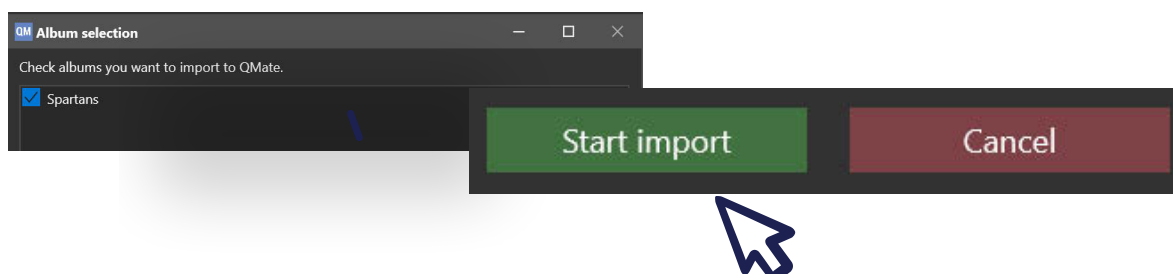 QM Album selection
Check albums you want to import to QMate.
Spartans
Start import Cancel